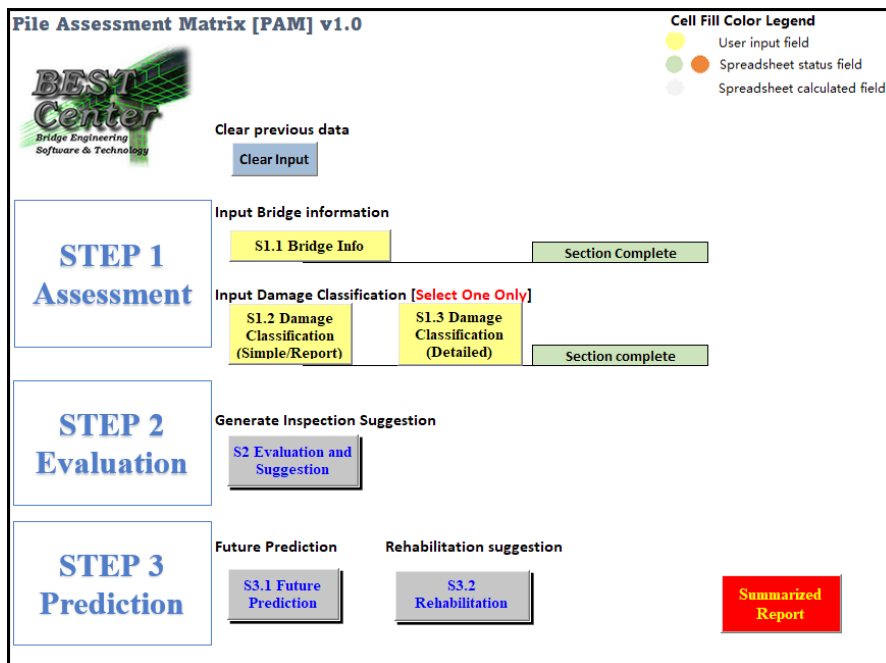 Pile Assessment Matrix [PAM] v1.0
Cell Fill Color Legend
User input field
Spreadsheet status field
Spreadsheet calculated field
BEST
Center
Bridge Engineering
Software & Technology
Clear previous data
Clear Input
STEP 1
Assessment
Input Bridge information
S1.1 Bridge Info
Section Complete
Input Damage Classification [Select One Only]
S1.2 Damage
Classification
(Simple/Report)
S1.3 Damage
Classification
(Detailed)
Section complete
STEP 2
Evaluation
Generate Inspection Suggestion
S2 Evaluation and
Suggestion
STEP 3
Prediction
Future Prediction
S3.1 Future
Prediction
Rehabilitation suggestion
S3.2
Rehabilitation
Summarized
Report